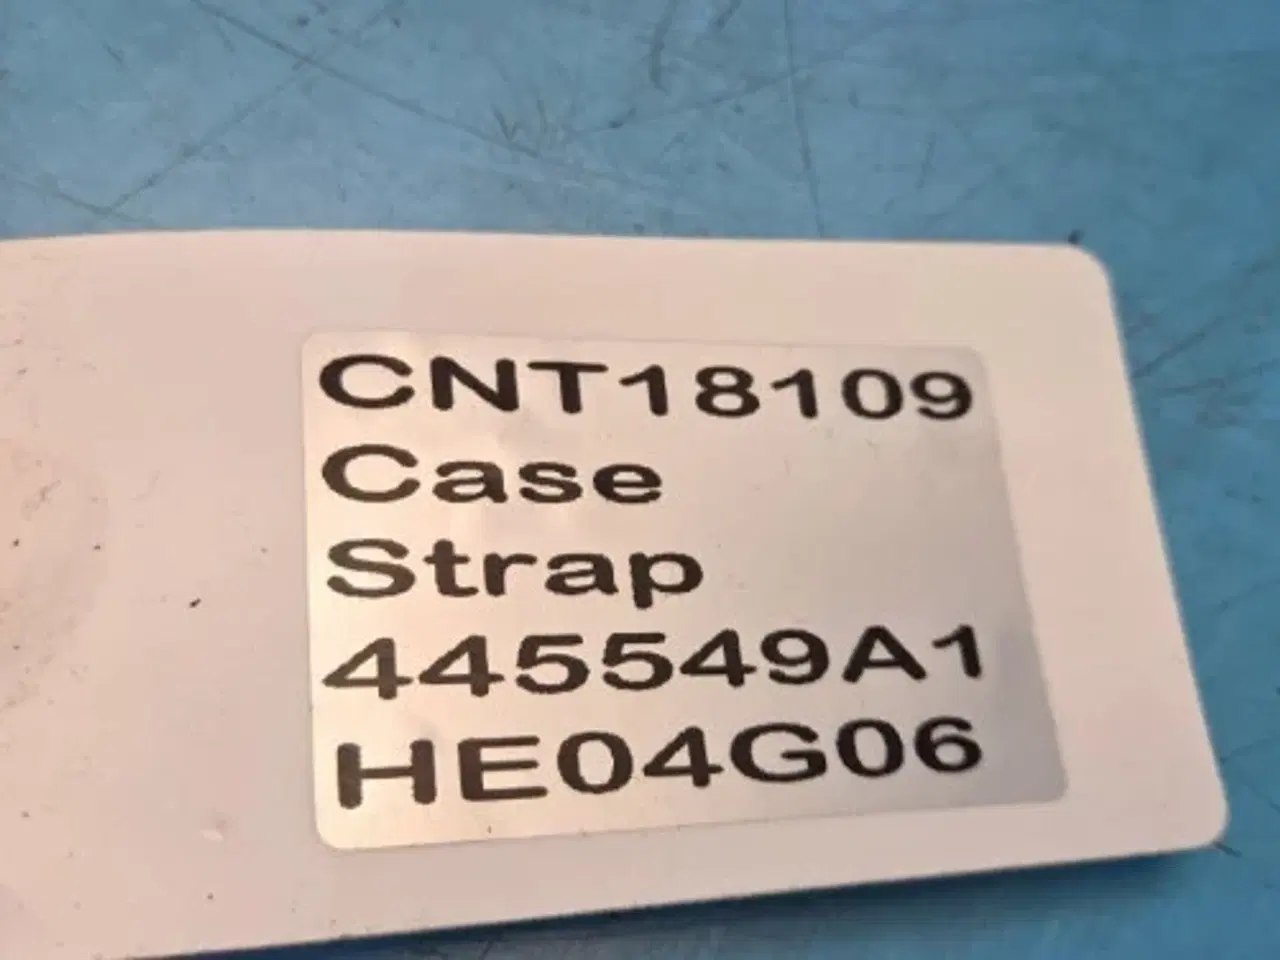 CNT18109
Case
Strap
445549A1
HE04G06